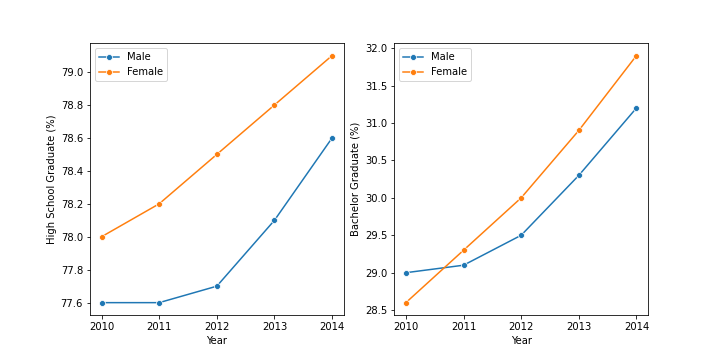 High School Graduate (%)
79.0
78.8
78.6
78.4
78.2
78.0
77.8
77.6
Male
Female
2010 2011 2012 2013 2014
Year
Bachelor Graduate (%)
32.0
31.5
31.0
30.5
30.0
29.5
29.0
28.5
Male
Female
2010 2011 2012 2013 2014
Year